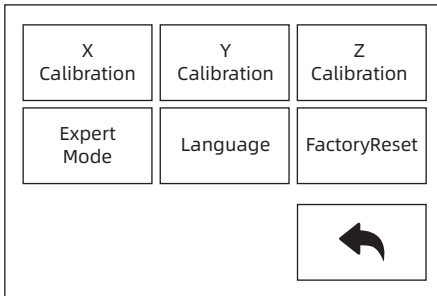 X
Calibration
Y
Calibration
Z
Calibration
Expert
Mode
Language
FactoryReset